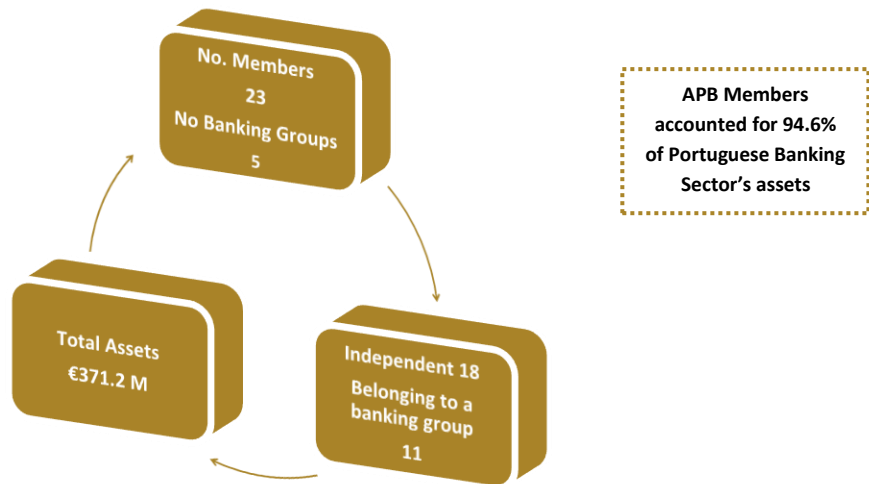 No. Members
23
No Banking Groups
5
APB Members
accounted for 94.6%
of Portuguese Banking
Sector’s assets
Total Assets
€371.2 M
Independent 18
Belonging to a
banking group
11